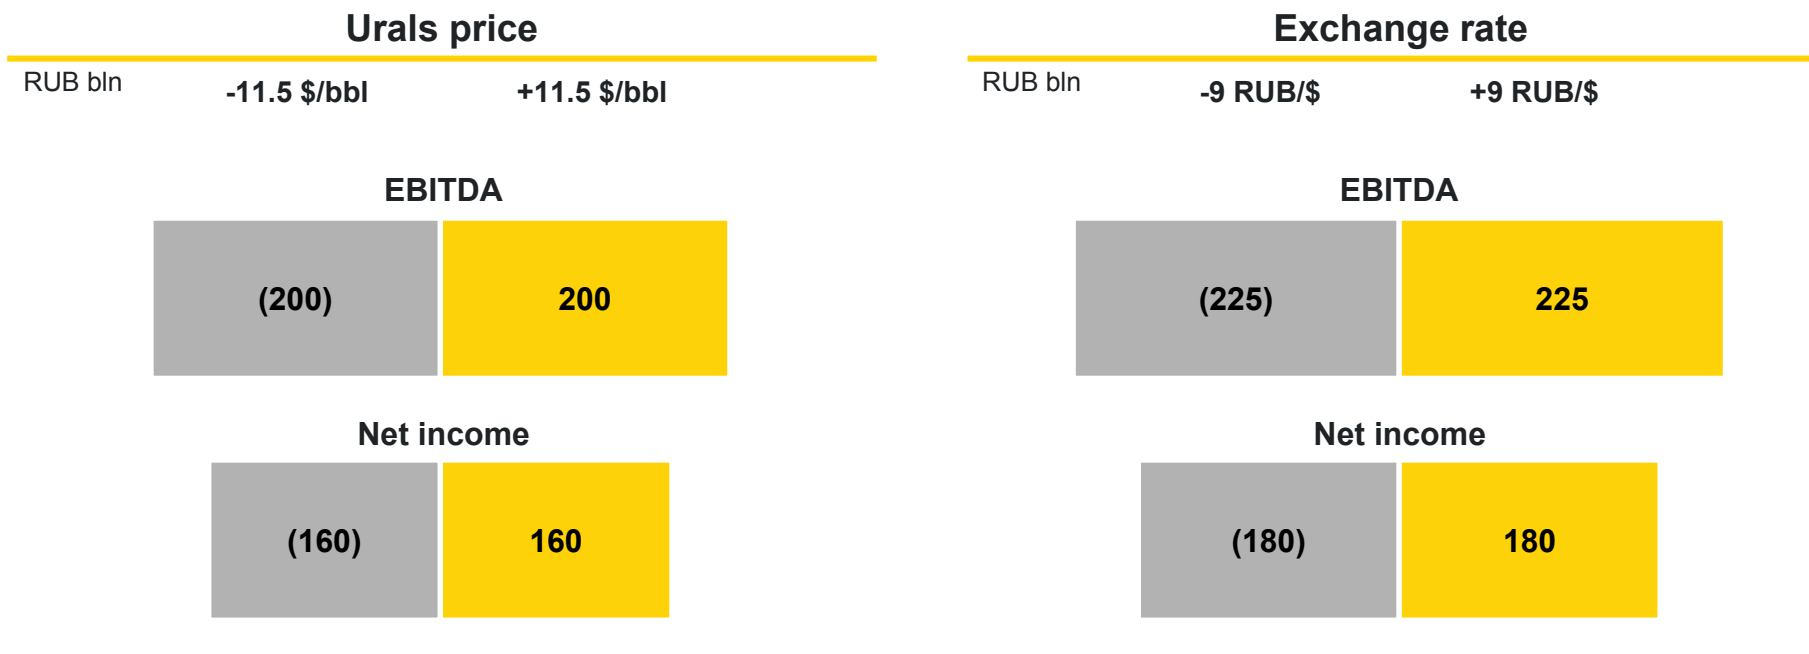 Urals price
RUB bln
-11.5 $/bbl
+11.5 $/bbl
EBITDA
(200)
200
Net income
(160)
160
Exchange rate
RUB bln
-9 RUB/$
+9 RUB/$
EBITDA
(225)
225
Net income
(180)
180